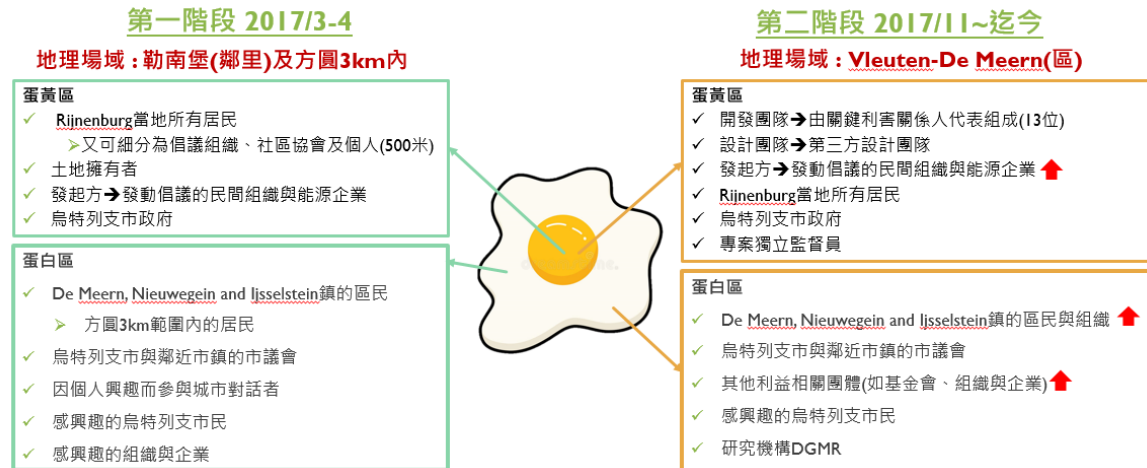 第一階段 2017/3-4
地理場域：勒南堡(鄰里)及方圓3km內
蛋黃區
✓ Rijnenburg當地所有居民
➢又可細分為倡議組織、社區協會及個人(500米)
✓ 土地擁有者
✓ 發起方➔發動倡議的民間組織與能源企業
✓ 烏特列支市政府
蛋白區
✓ De Meern, Nieuwegein and Ijsselstein鎮的區民
➢ 方圓3km範圍內的居民
✓ 烏特列支市與鄰近市鎮的市議會
✓ 因個人興趣而參與城市對話者
✓ 感興趣的烏特列支市民
✓ 感興趣的組織與企業
第二階段 2017/11~迄今
地理場域：Vleuten-De Meern(區)
蛋黃區
✓ 開發團隊➔由關鍵利害關係人代表組成(13位)
✓ 設計團隊➔第三方設計團隊
✓ 發起方➔發動倡議的民間組織與能源企業
✓ Rijnenburg當地所有居民
✓ 烏特列支市政府
✓ 專案獨立監督員
蛋白區
✓ De Meern, Nieuwegein and Ijsselstein鎮的區民與組織
✓ 烏特列支市與鄰近市鎮的市議會
✓ 其他利益相關團體(如基金會、組織與企業)
✓ 感興趣的烏特列支市民
✓ 研究機構DGMR